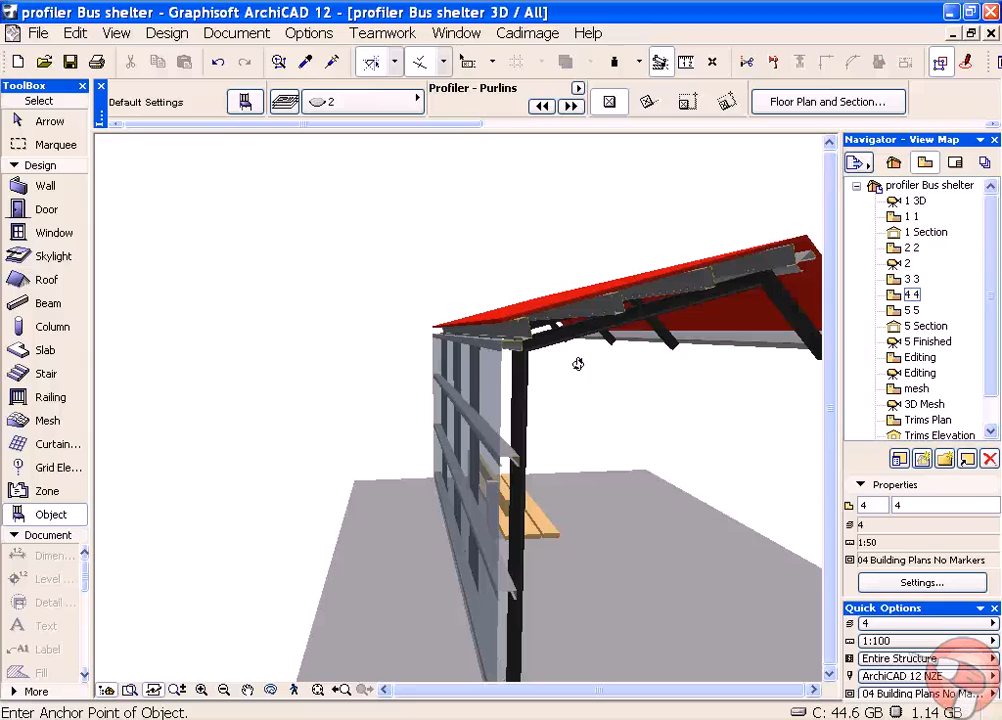 profiler Bus shelter - Graphisoft ArchiCAD 12 - [profiler Bus shelter 3D / All]
File Edit View Design Document Options Teamwork Window Cadimage Help
ToolBox
Select
Arrow
Marquee
Design
Wall
Door
Window
Skylight
Roof
Beam
Column
Slab
Stair
Railing
Mesh
Curtain...
Grid Ele...
Zone
Object
Document
Dimen...
Level ...
Detail ...
Text
Label
Fill
More
Default Settings
2
Profiler - Purlins
Floor Plan and Section...
Navigator - View Map
profiler Bus shelter
1 3D
1 1
1 Section
2 2
2
3 3
4 4
5 5
5 Section
5 Finished
Editing
Editing
mesh
3D Mesh
Trims Plan
Trims Elevation
Properties
4 4
4
1:50
04 Building Plans No Markers
Settings...
Quick Options
4
1:100
Entire Structure
ArchiCAD 12 NZE
04 Building Plans No Ma...
Enter Anchor Point of Object.
C: 44.6 GB 1.14 GB